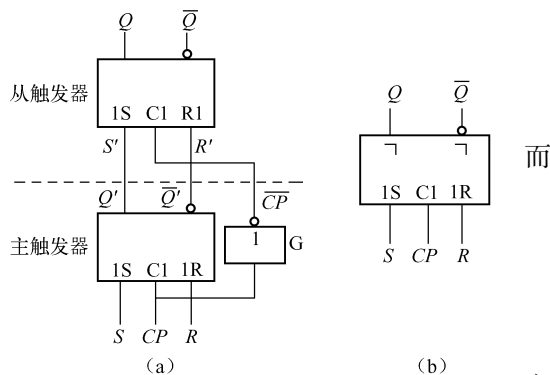 Q Q̅
从触发器
1S C1 R1
S′ R′
Q′ Q̅′ C̅P̅
主触发器
1S C1 1R
1 G
S CP R
(a)
Q Q̅
1S C1 1R
S CP R
(b)
而